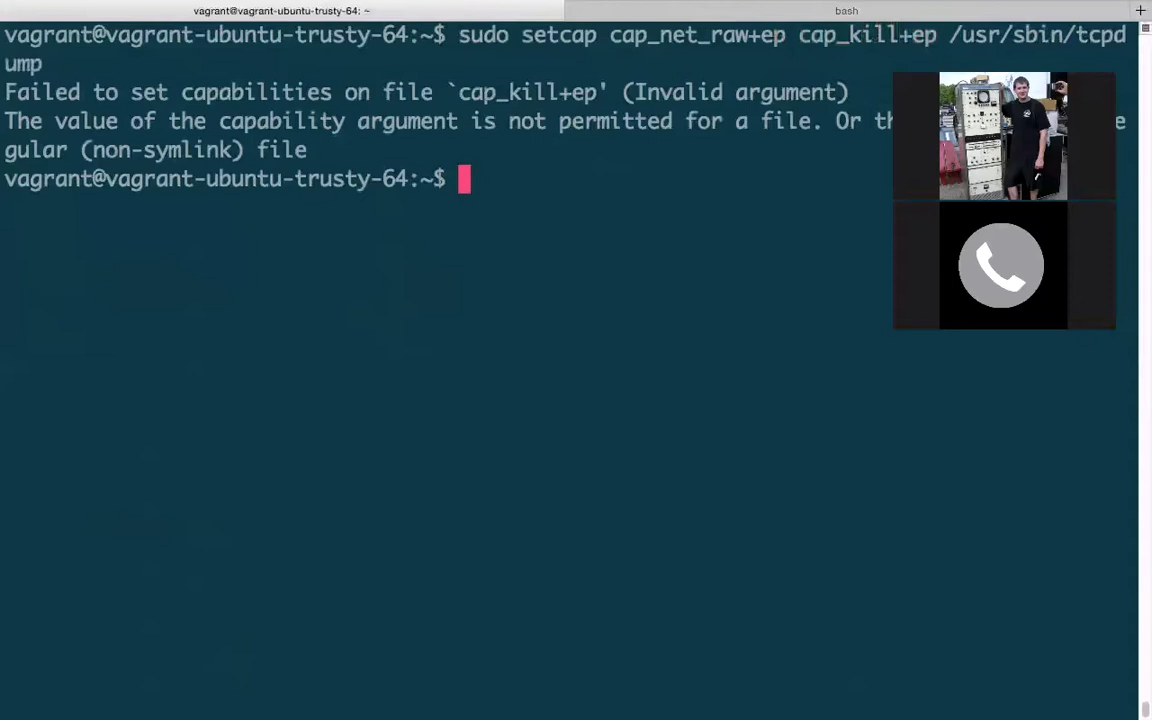 vagrant@vagrant-ubuntu-trusty-64: ~
bash
+
vagrant@vagrant-ubuntu-trusty-64:~$ sudo setcap cap_net_raw+ep cap_kill+ep /usr/sbin/tcpd
ump
Failed to set capabilities on file `cap_kill+ep' (Invalid argument)
The value of the capability argument is not permitted for a file. Or
gular (non-symlink) file
vagrant@vagrant-ubuntu-trusty-64:~$